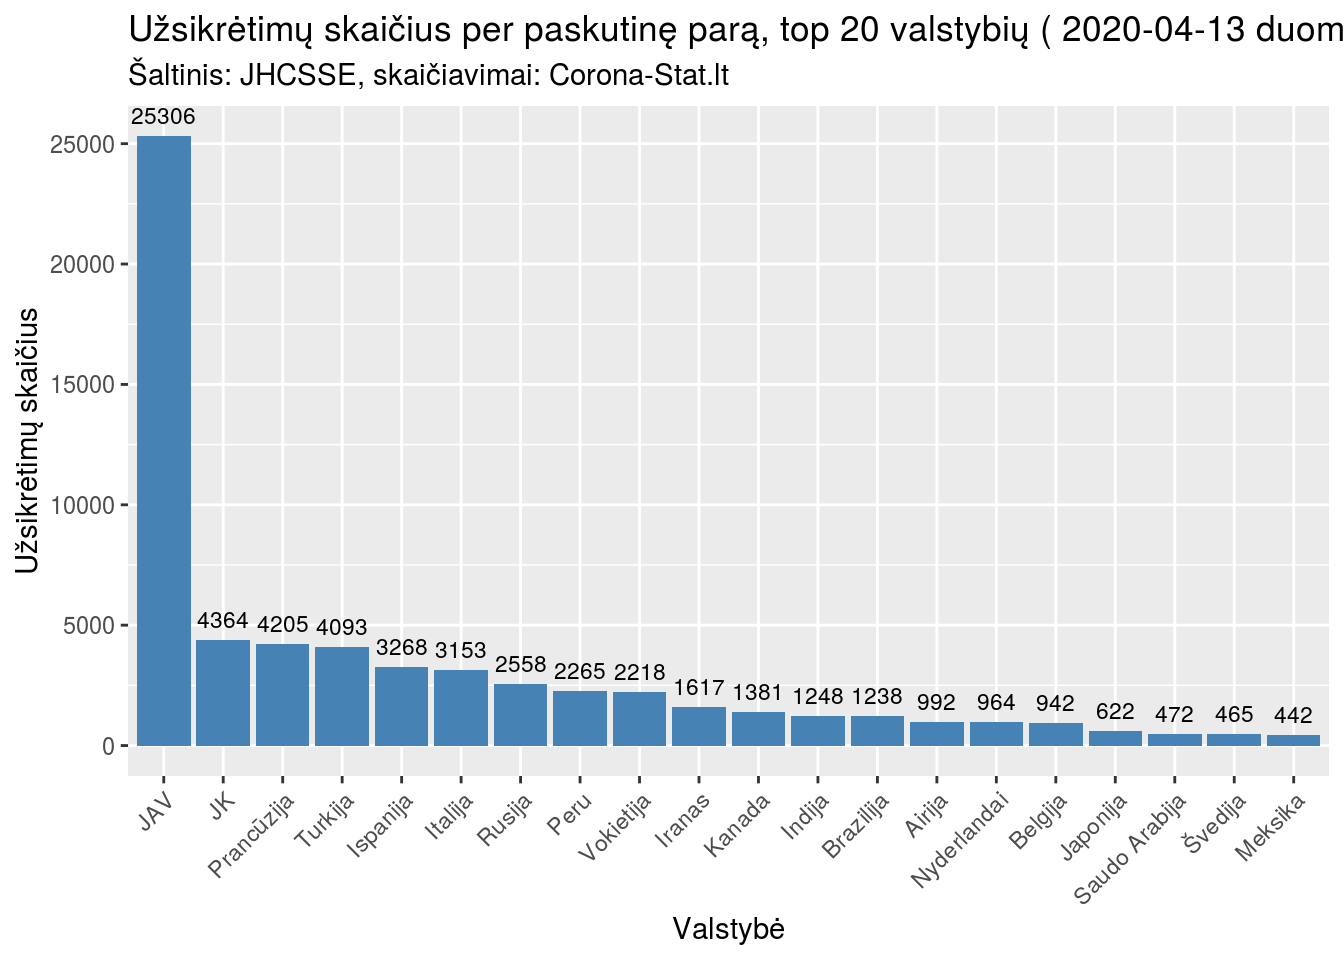 Užsikrėtimų skaičius per paskutinę parą, top 20 valstybių ( 2020-04-13 duom
Šaltinis: JHCSSE, skaičiavimai: Corona-Stat.lt
Užsikrėtimų skaičius
25000
20000
15000
10000
5000
0
25306
4364
4205
4093
3268
3153
2558
2265
2218
1617
1381
1248
1238
992
964
942
622
472
465
442
JAV
JK
Prancūzija
Turkija
Ispanija
Italija
Rusija
Peru
Vokietija
Iranas
Kanada
Indija
Brazilija
Airija
Nyderlandai
Belgija
Japonija
Saudo Arabija
Švedija
Meksika
Valstybė